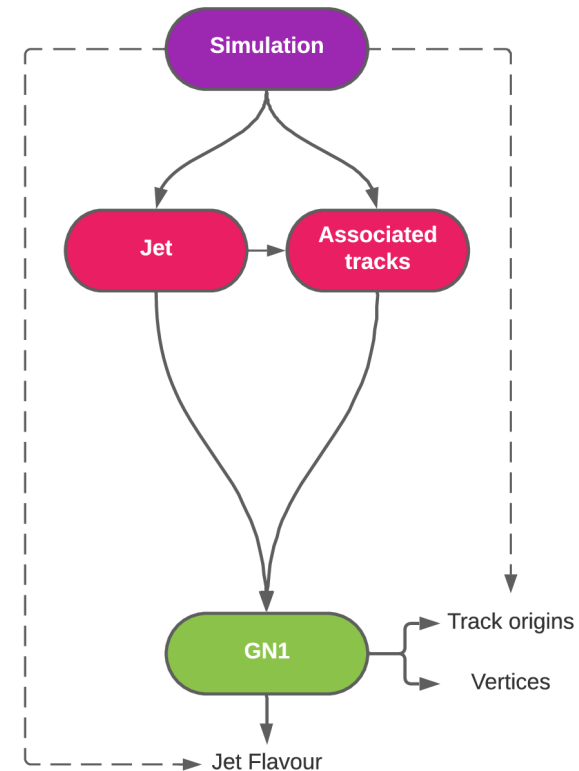 Simulation
Jet
Associated
tracks
GN1
Track origins
Vertices
Jet Flavour